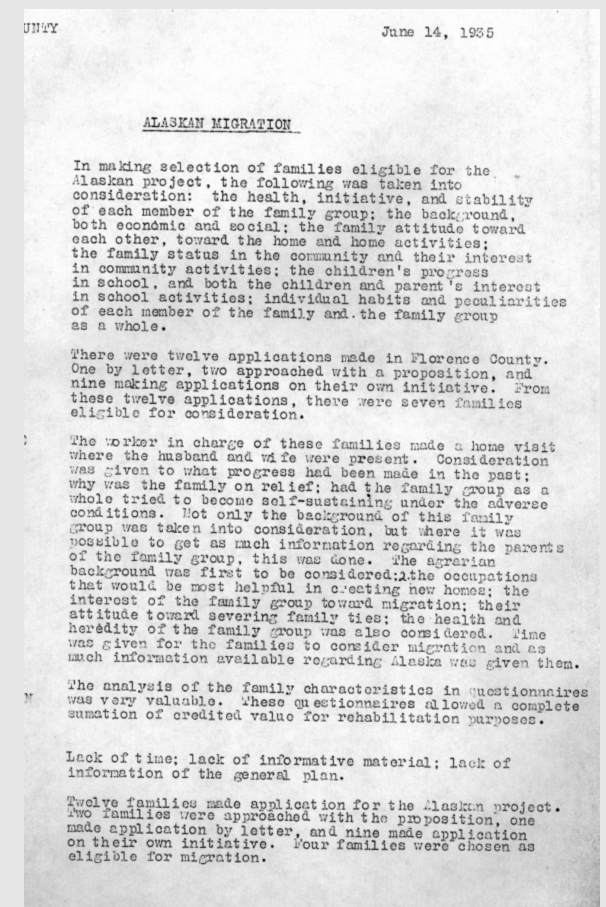 UNTY
June 14, 1935
ALASKAN MIGRATION
In making selection of families eligible for the
Alaskan project, the following was taken into
consideration: the health, initiative, and stability
of each member of the family group; the background,
both economic and social; the family attitude toward
each other, toward the home and home activities;
the family status in the community and their interest
in community activities; the children's progress
in school, and both the children and parent's interest
in school activities; individual habits and peculiarities
of each member of the family and.the family group
as a whole.
There were twelve applications made in Florence County.
One by letter, two approached with a proposition, and
nine making applications on their own initiative. From
these twelve applications, there were seven families
eligible for consideration.
The worker in charge of these families made a home visit
where the husband and wife were present. Consideration
was given to what progress had been made in the past;
why was the family on relief; had the family group as a
whole tried to become self-sustaining under the adverse
conditions. Not only the background of this family
group was taken into consideration, but where it was
possible to get as much information regarding the parents
of the family group, this was done. The agrarian
background was first to be considered;2.the occupations
that would be most helpful in creating new homes; the
interest of the family group toward migration; their
attitude toward severing family ties; the health and
heredity of the family group was also considered. Time
was given for the families to consider migration and as
much information available regarding Alaska was given them.
N
The analysis of the family characteristics in questionnaires
was very valuable. These questionnaires allowed a complete
sumation of credited value for rehabilitation purposes.
Lack of time; lack of informative material; lack of
information of the general plan.
Twelve families made application for the Alaskan project.
Two families were approached with the proposition, one
made application by letter, and nine made application
on their own initiative. Four families were chosen as
eligible for migration.